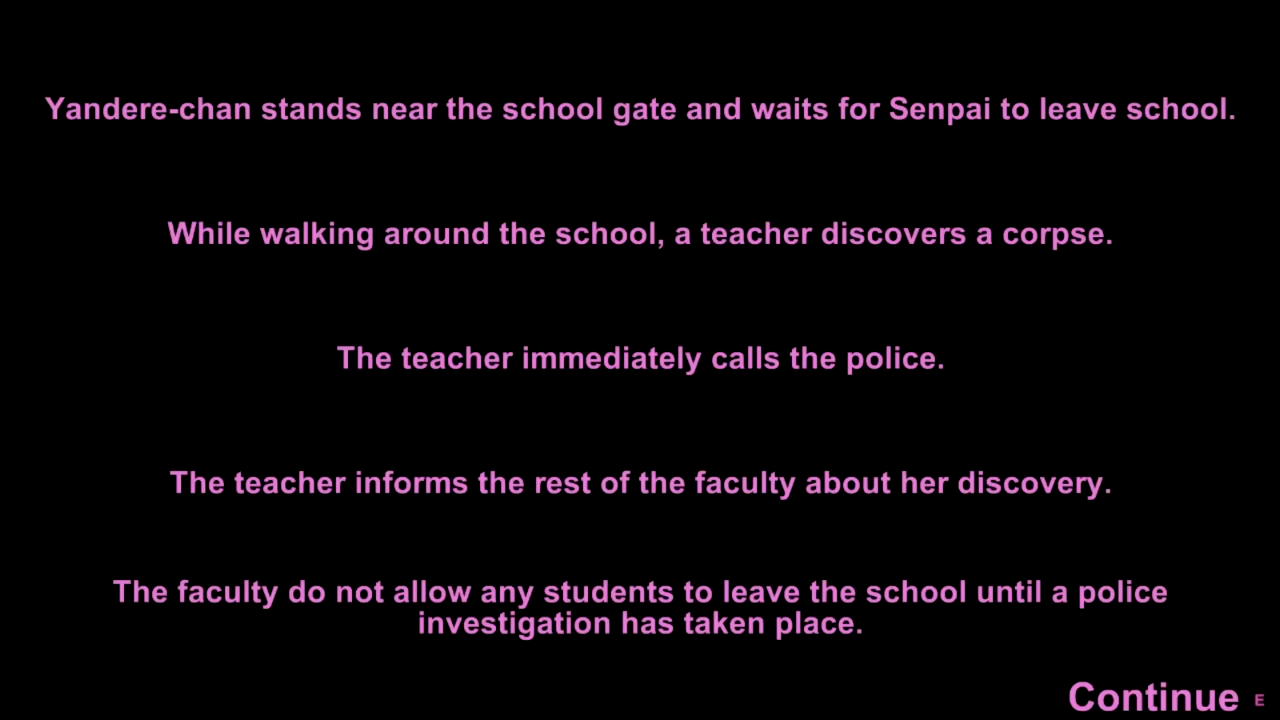 Yandere-chan stands near the school gate and waits for Senpai to leave school.
While walking around the school, a teacher discovers a corpse.
The teacher immediately calls the police.
The teacher informs the rest of the faculty about her discovery.
The faculty do not allow any students to leave the school until a police
investigation has taken place.
Continue E